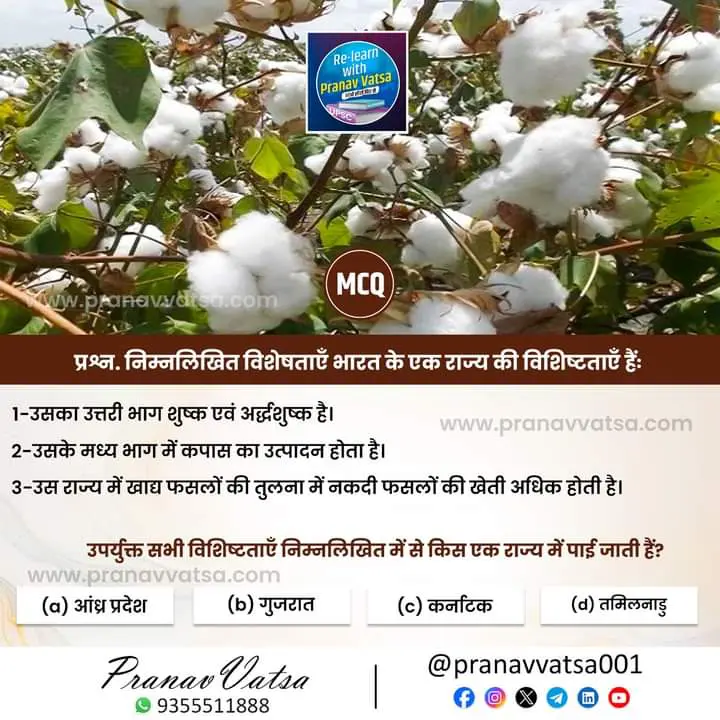 Re-learn
with
Pranav Vatsa
UPSC
MCQ
www.pranavvatsa.com
प्रश्न. निम्नलिखित विशेषताएँ भारत के एक राज्य की विशिष्टताएँ हैंः
1-उसका उत्तरी भाग शुष्क एवं अर्द्धशुष्क है।
www.pranavvatsa.com
2-उसके मध्य भाग में कपास का उत्पादन होता है।
3-उस राज्य में खाद्य फसलों की तुलना में नकदी फसलों की खेती अधिक होती है।
उपर्युक्त सभी विशिष्टताएँ निम्नलिखित में से किस एक राज्य में पाई जाती हैं?
www.pranavvatsa.com
(a) आंध्र प्रदेश (b) गुजरात (c) कर्नाटक (d) तमिलनाडु
Pranav Vatsa
9355511888
@pranavvatsa001